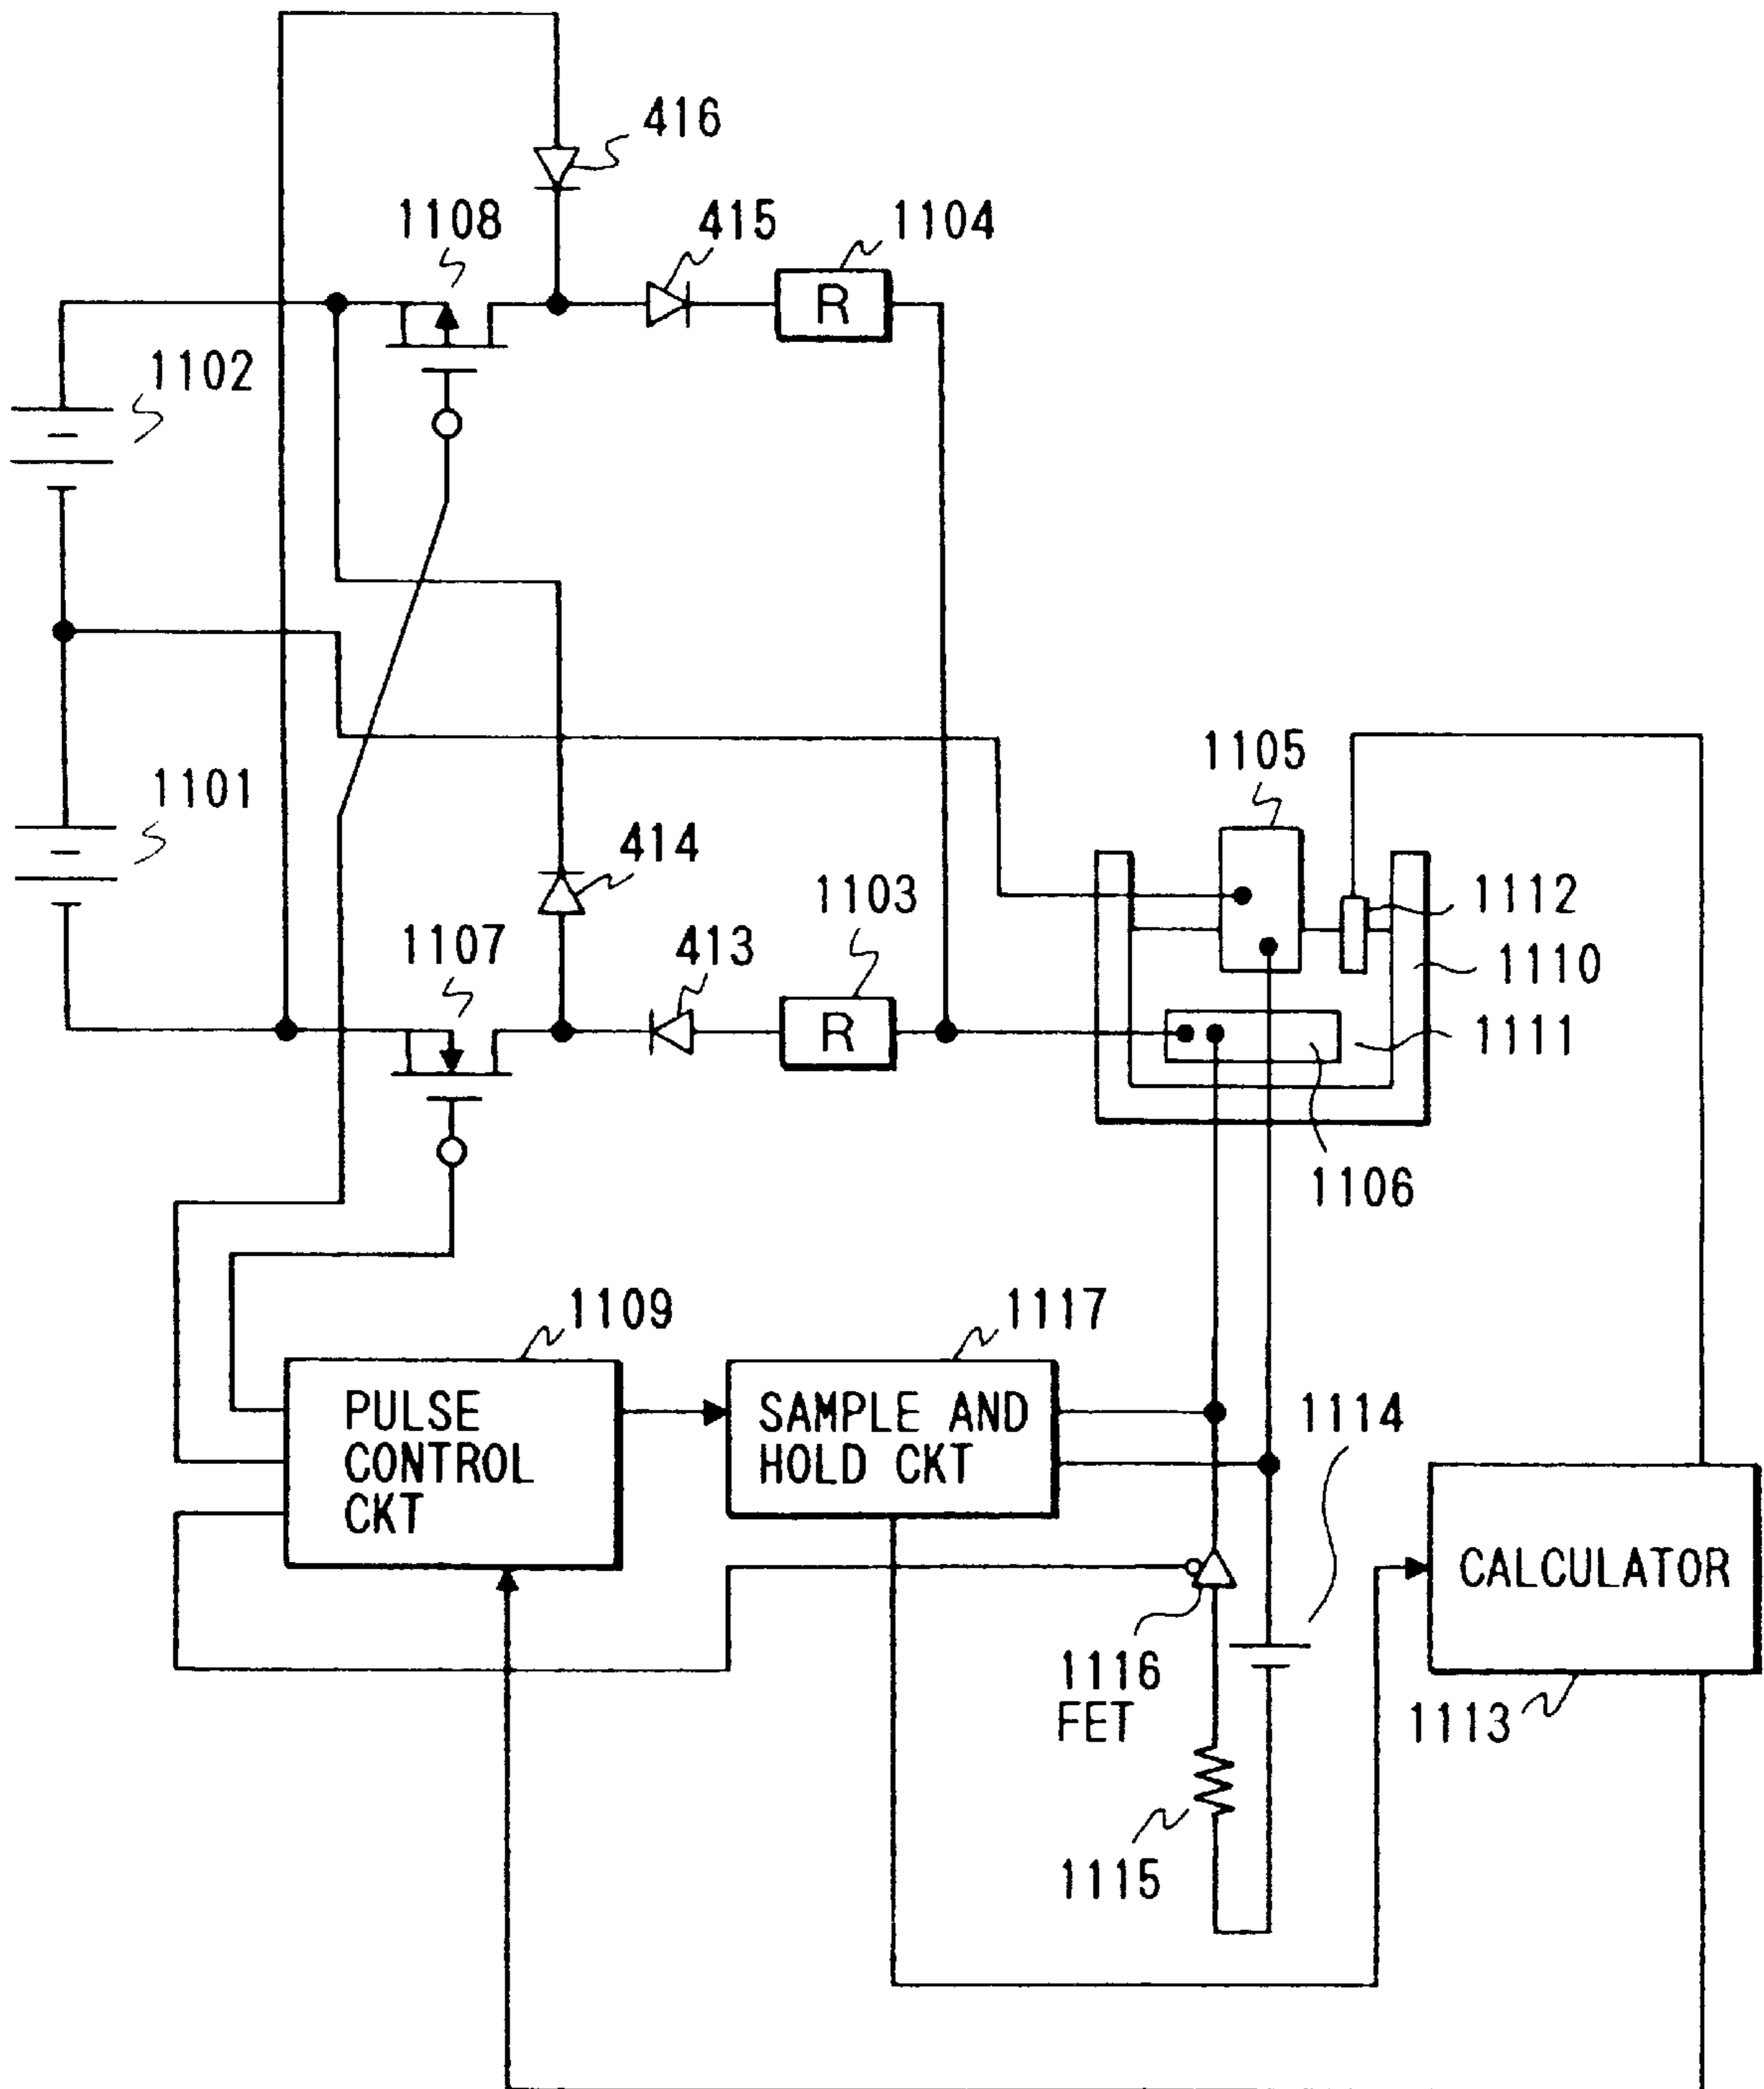 416
1108
415
1104
R
1102
1101
1105
414
1103
1112
1107
413
1110
R
1111
1106
1109
1117
PULSE
CONTROL
CKT
SAMPLE AND
HOLD CKT
1114
CALCULATOR
1116
FET
1113
1115